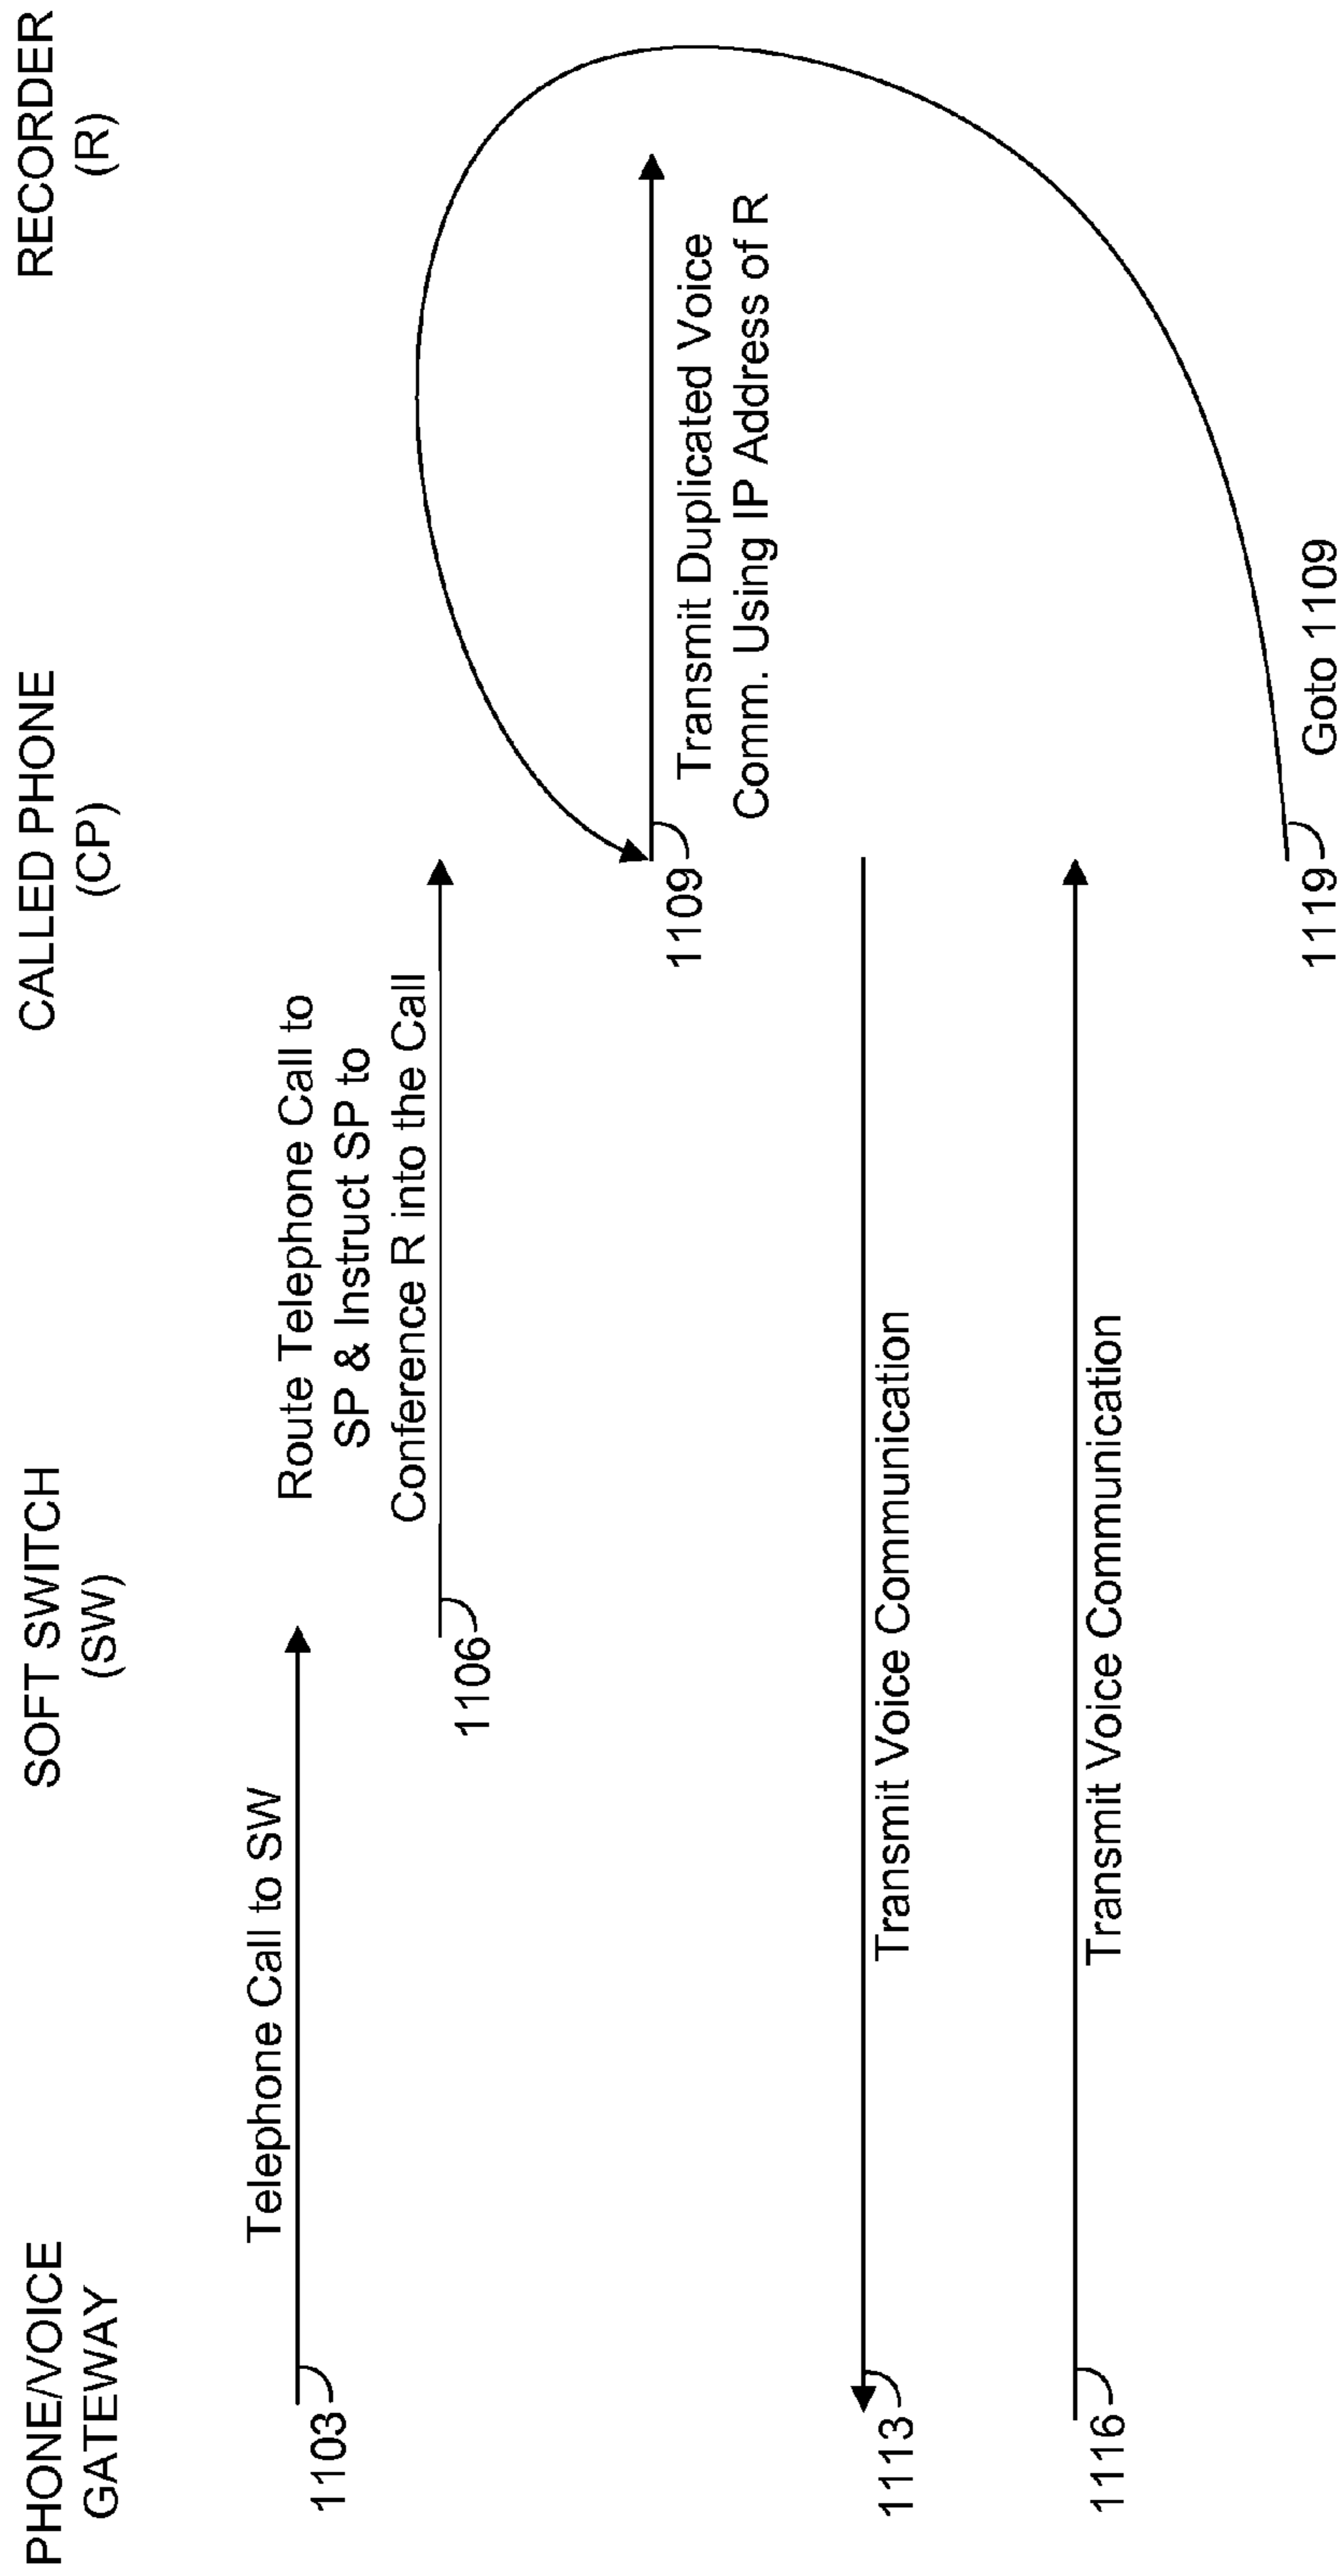 PHONE/VOICE
GATEWAY
SOFT SWITCH
(SW)
CALLED PHONE
(CP)
RECORDER
(R)
Telephone Call to SW
1103
Route Telephone Call to
SP & Instruct SP to
Conference R into the Call
1106
1109
Transmit Duplicated Voice
Comm. Using IP Address of R
1113
Transmit Voice Communication
1116
Transmit Voice Communication
1119
Goto 1109